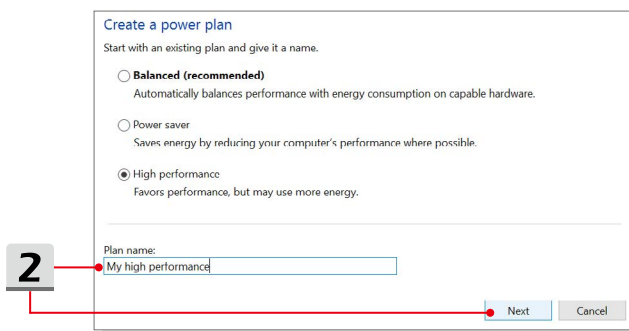 Create a power plan
Start with an existing plan and give it a name.
Balanced (recommended)
Automatically balances performance with energy consumption on capable hardware.
Power saver
Saves energy by reducing your computer's performance where possible.
High performance
Favors performance, but may use more energy.
Plan name:
My high performance
2
Next Cancel